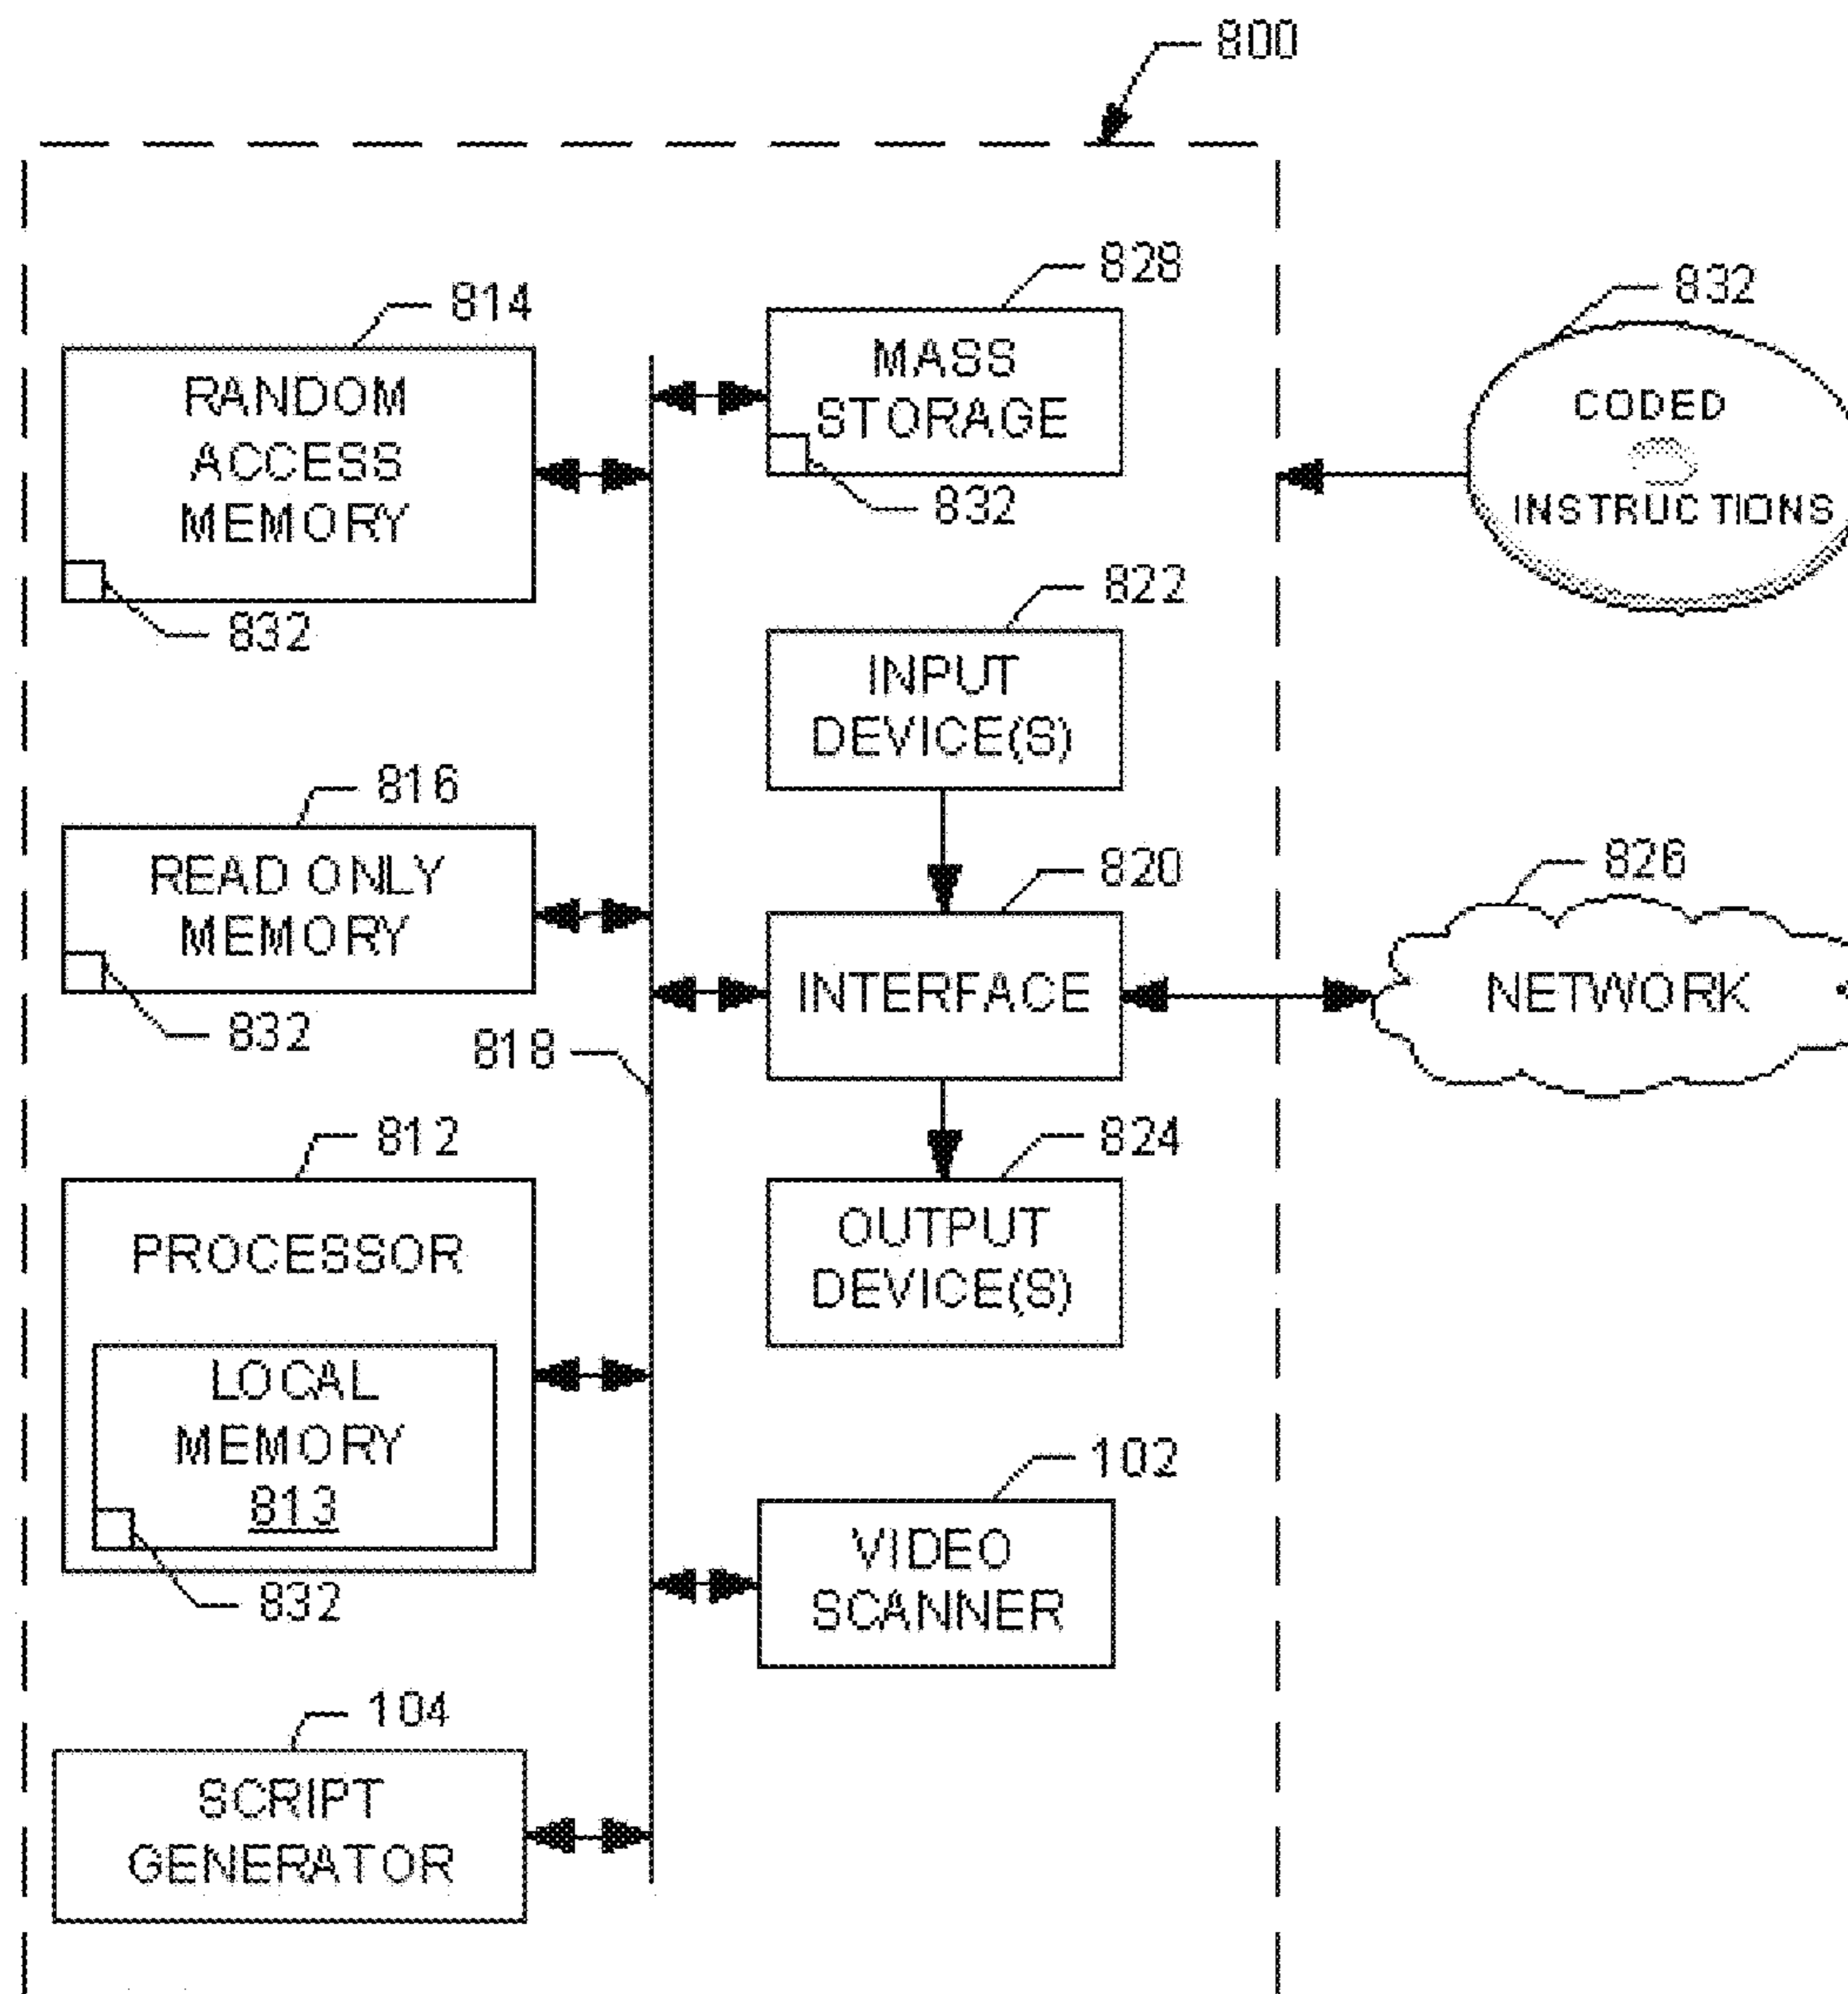 800
814
RANDOM
ACCESS
MEMORY
832
828
MASS
STORAGE
832
832
CODED
INSTRUCTIONS
822
INPUT
DEVICE(S)
816
READ ONLY
MEMORY
832
818
820
INTERFACE
826
NETWORK
812
PROCESSOR
LOCAL
MEMORY
813
832
824
OUTPUT
DEVICE(S)
102
VIDEO
SCANNER
104
SCRIPT
GENERATOR